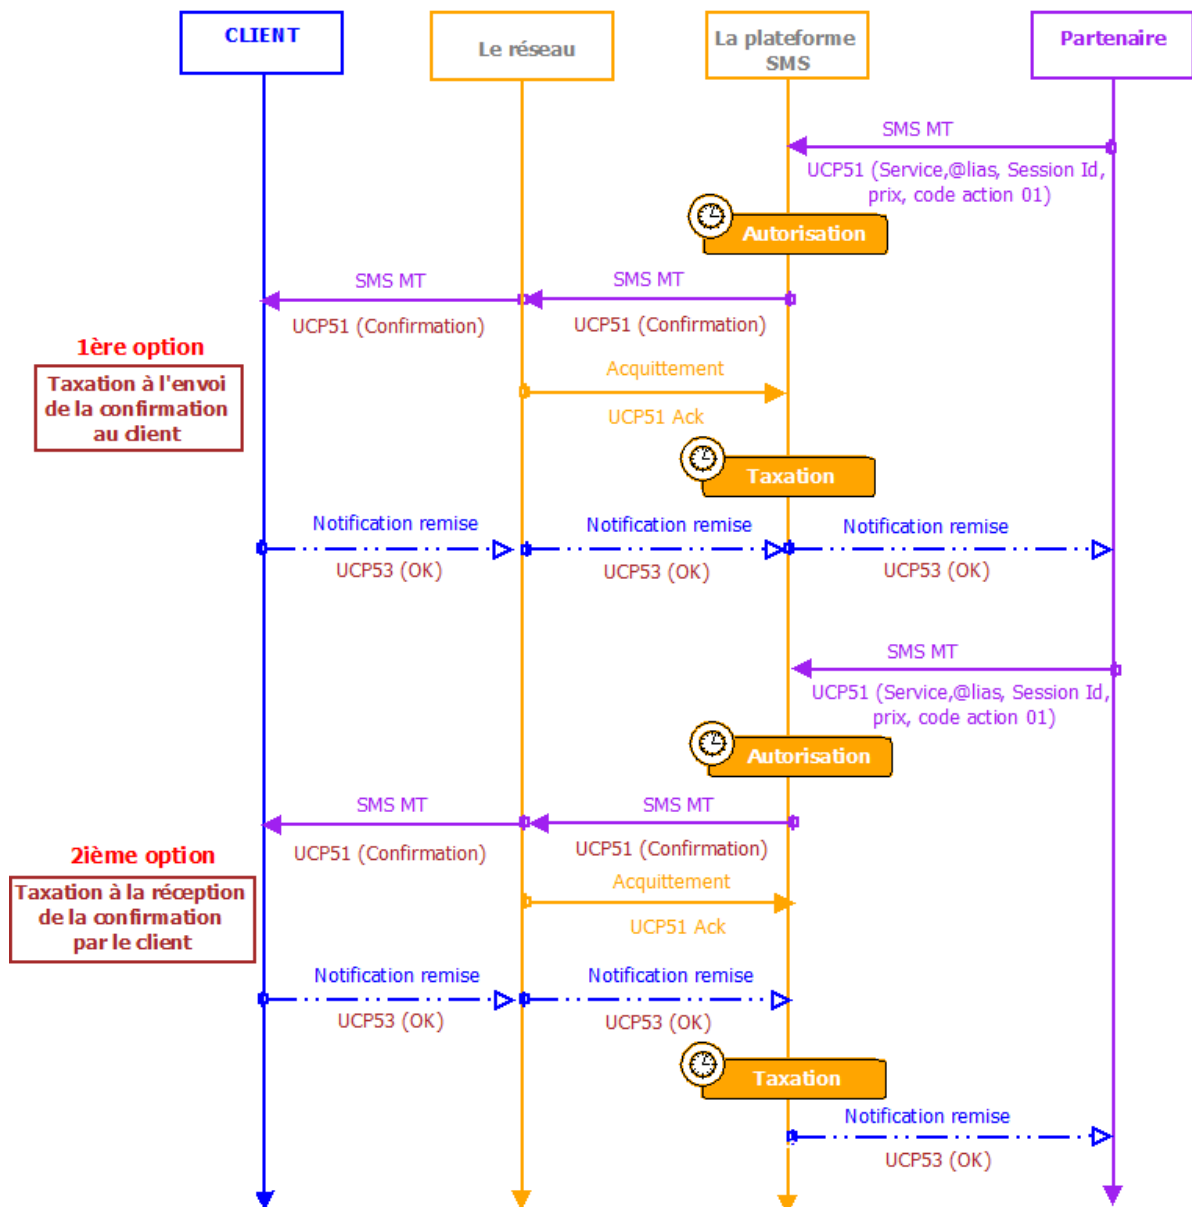 CLIENT
Le réseau
La plateforme
SMS
Partenaire
SMS MT
UCP51 (Service,@lias, Session Id,
prix, code action 01)
Autorisation
SMS MT
SMS MT
UCP51 (Confirmation)
UCP51 (Confirmation)
1ère option
Taxation à l'envoi
de la confirmation
au client
Acquittement
UCP51 Ack
Taxation
Notification remise
Notification remise
Notification remise
UCP53 (OK)
UCP53 (OK)
UCP53 (OK)
SMS MT
UCP51 (Service,@lias, Session Id,
prix, code action 01)
Autorisation
SMS MT
SMS MT
UCP51 (Confirmation)
UCP51 (Confirmation)
2ième option
Taxation à la réception
de la confirmation
par le client
Acquittement
UCP51 Ack
Notification remise
Notification remise
UCP53 (OK)
UCP53 (OK)
Taxation
Notification remise
UCP53 (OK)